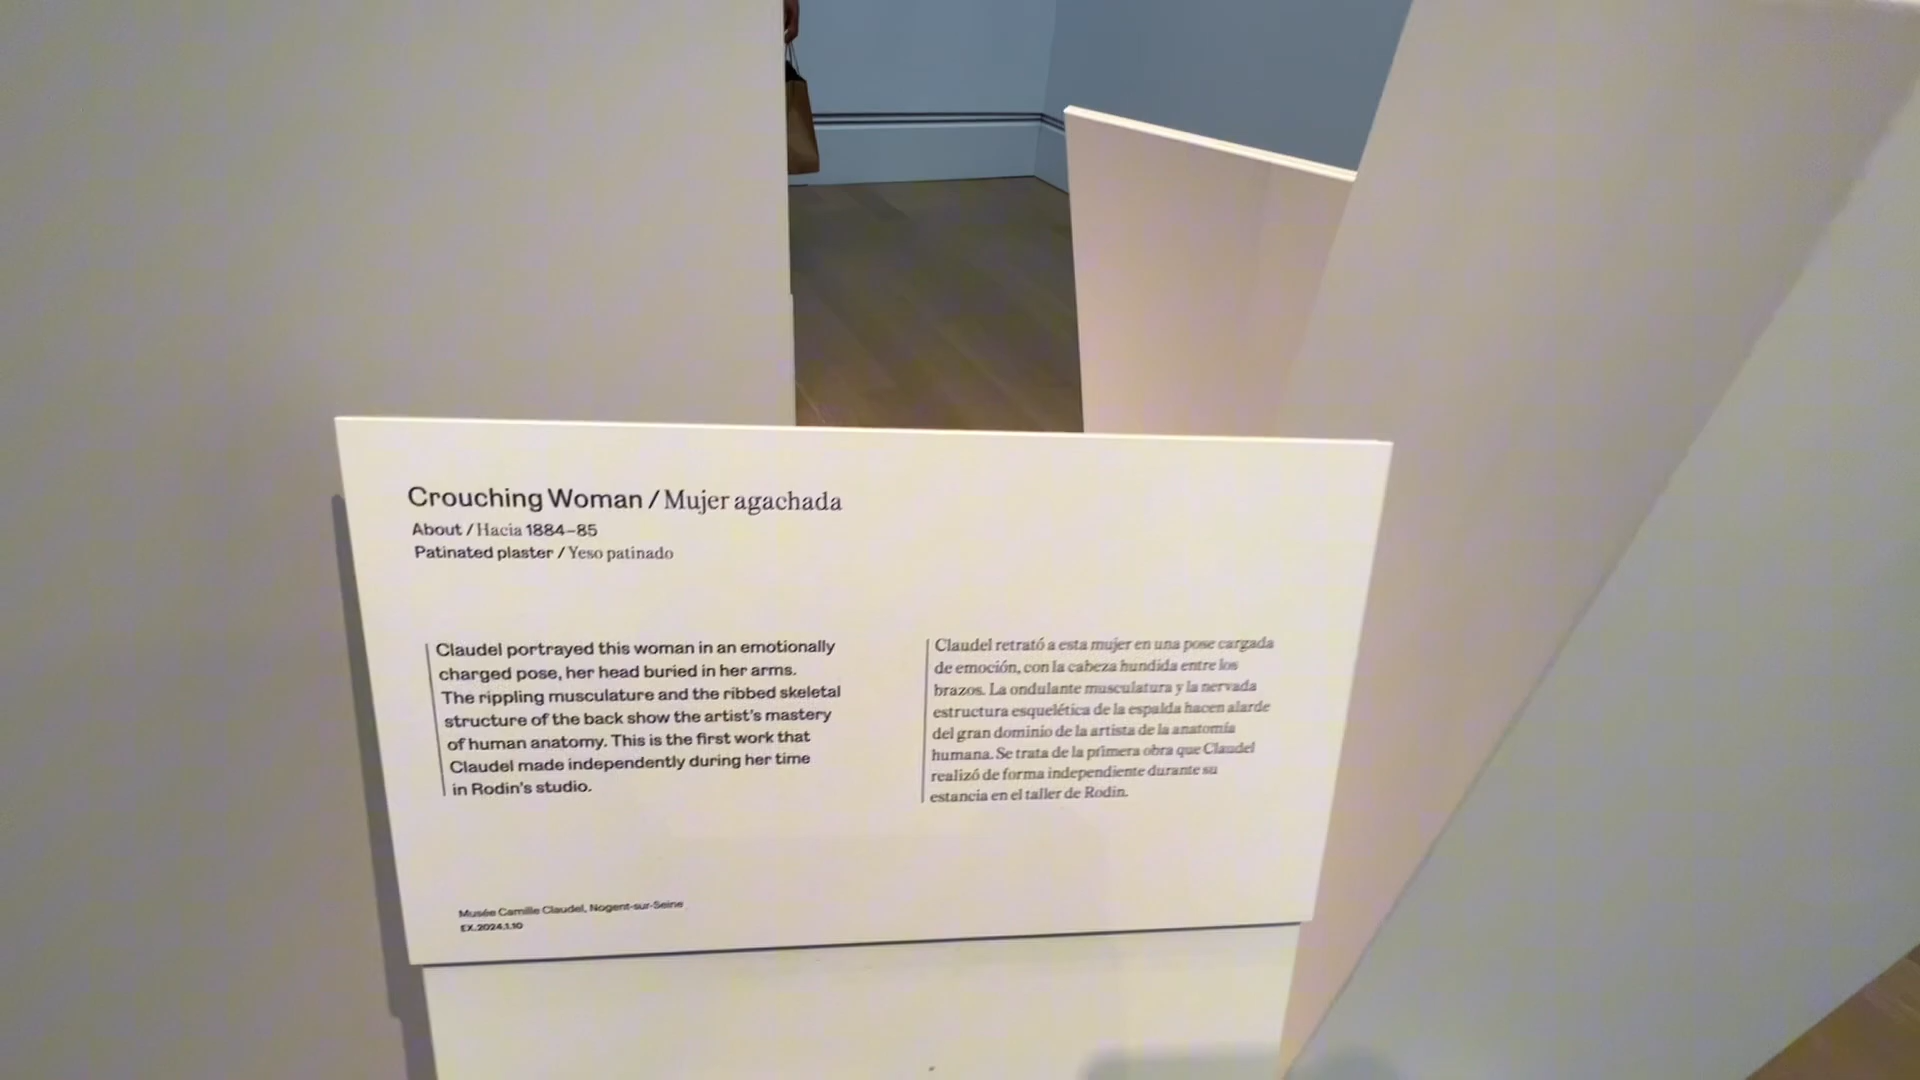 Crouching Woman / Mujer agachada
About / Hacia 1884–85
Patinated plaster / Yeso patinado
Claudel portrayed this woman in an emotionally
charged pose, her head buried in her arms.
The rippling musculature and the ribbed skeletal
structure of the back show the artist's mastery
of human anatomy. This is the first work that
Claudel made independently during her time
in Rodin's studio.
Claudel retrató a esta mujer en una pose cargada
de emoción, con la cabeza hundida entre los
brazos. La ondulante musculatura y la nervada
estructura esquelética de la espalda hacen alarde
del gran dominio de la artista de la anatomía
humana. Se trata de la primera obra que Claudel
realizó de forma independiente durante su
estancia en el taller de Rodin.
Musée Camille Claudel, Nogent-sur-Seine
EX.2024.1.10